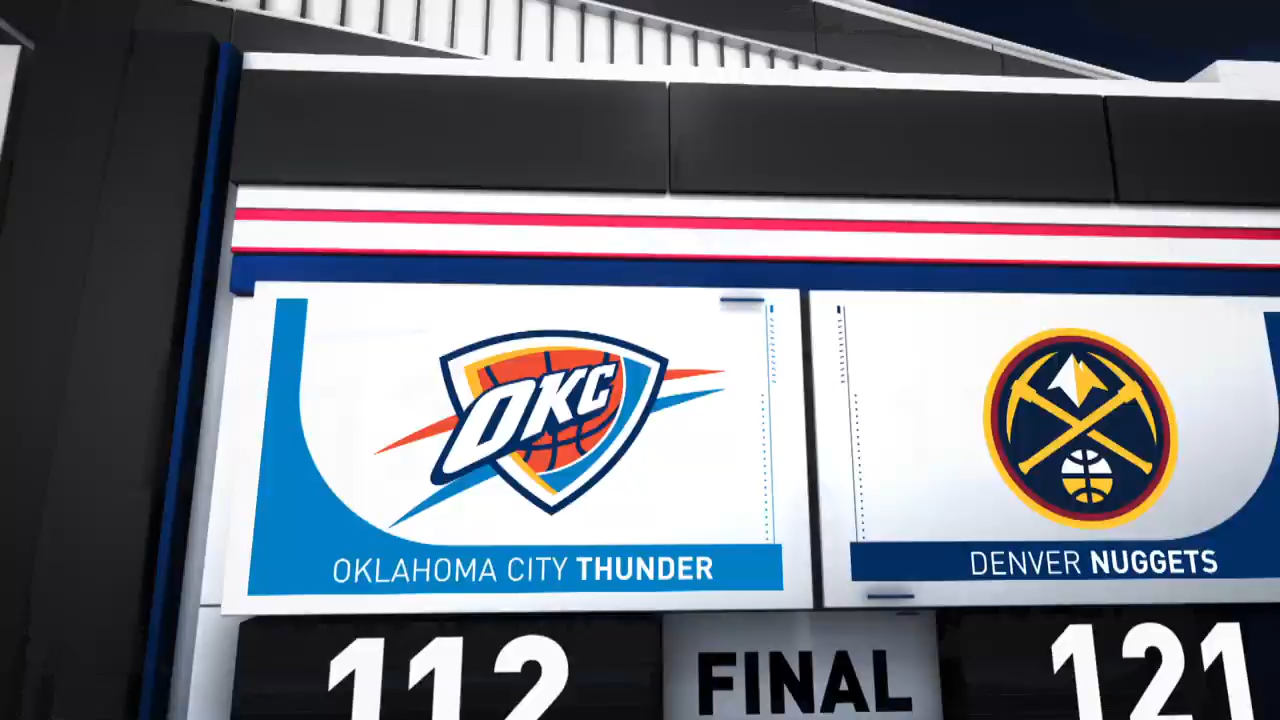 OKC
OKLAHOMA CITY THUNDER
DENVER NUGGETS
112 FINAL 121